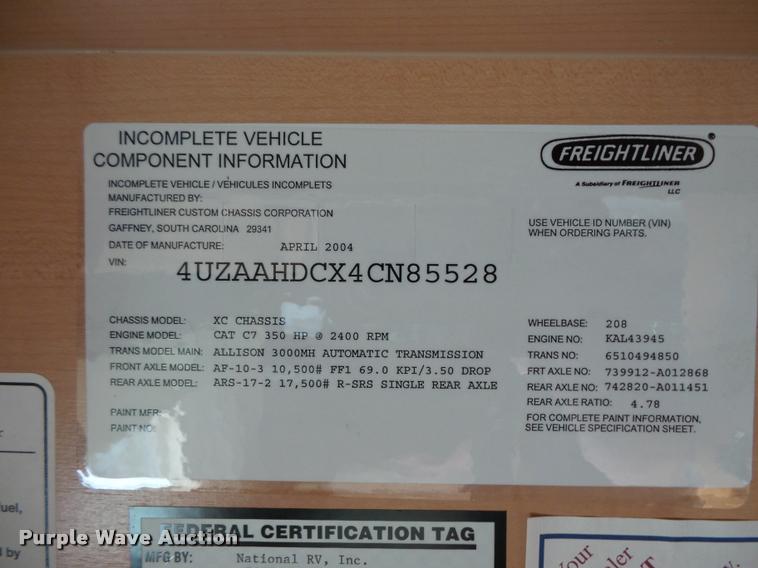 INCOMPLETE VEHICLE
COMPONENT INFORMATION
FREIGHTLINER
®
A Subsidiary of FREIGHTLINER
LLC
INCOMPLETE VEHICLE / VÉHICULES INCOMPLETS
MANUFACTURED BY:
FREIGHTLINER CUSTOM CHASSIS CORPORATION
GAFFNEY, SOUTH CAROLINA 29341
DATE OF MANUFACTURE: APRIL 2004
USE VEHICLE ID NUMBER (VIN)
WHEN ORDERING PARTS.
VIN: 4UZAAHDCX4CN85528
CHASSIS MODEL: XC CHASSIS
ENGINE MODEL: CAT C7 350 HP @ 2400 RPM
TRANS MODEL MAIN: ALLISON 3000MH AUTOMATIC TRANSMISSION
FRONT AXLE MODEL: AF-10-3 10,500# FF1 69.0 KPI/3.50 DROP
REAR AXLE MODEL: ARS-17-2 17,500# R-SRS SINGLE REAR AXLE
PAINT MFR:
PAINT NO:
WHEELBASE: 208
ENGINE NO: KAL43945
TRANS NO: 6510494850
FRT AXLE NO: 739912-A012868
REAR AXLE NO: 742820-A011451
REAR AXLE RATIO: 4.78
FOR COMPLETE PAINT INFORMATION,
SEE VEHICLE SPECIFICATION SHEET.
fuel,
d by
FEDERAL CERTIFICATION TAG
MFG BY: National RV, Inc.
Your
Purple Wave Auction